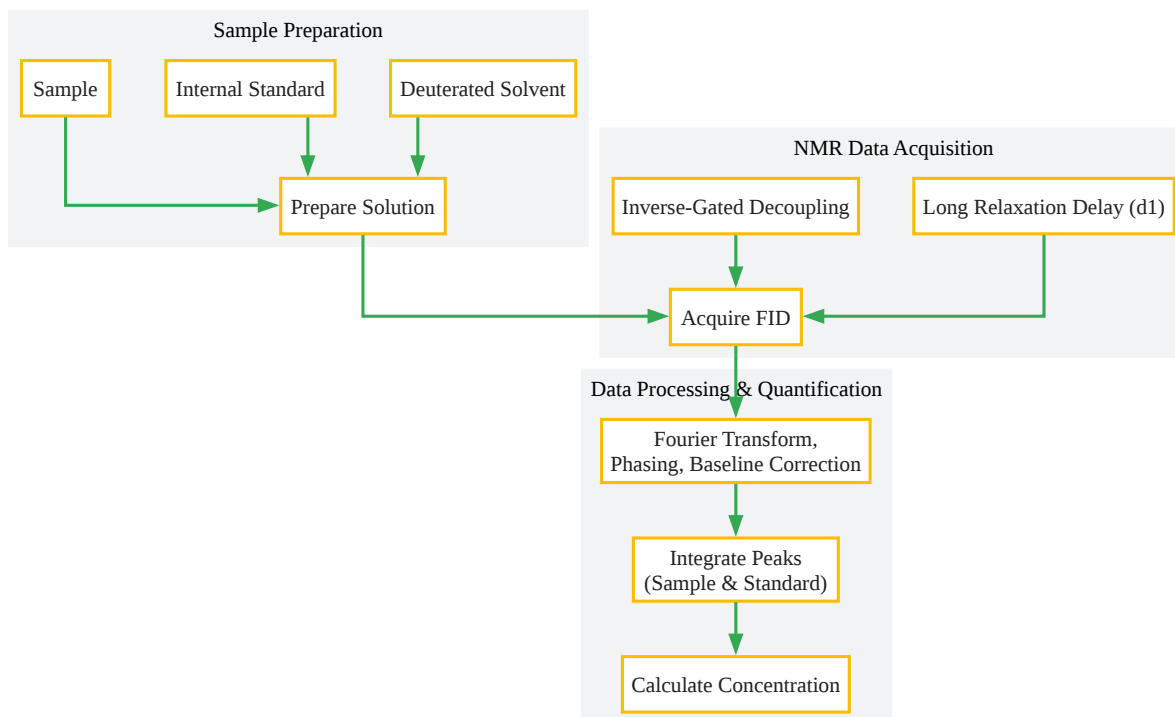 Sample Preparation
Sample
Internal Standard
Deuterated Solvent
Prepare Solution
NMR Data Acquisition
Inverse-Gated Decoupling
Long Relaxation Delay (d1)
Acquire FID
Data Processing & Quantification
Fourier Transform,
Phasing, Baseline Correction
Integrate Peaks
(Sample & Standard)
Calculate Concentration